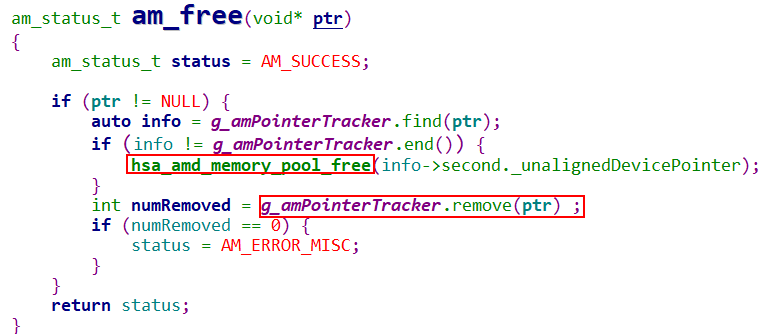 am_status_t am_free(void* ptr)
{
    am_status_t status = AM_SUCCESS;
    if (ptr != NULL) {
        auto info = g_amPointerTracker.find(ptr);
        if (info != g_amPointerTracker.end()) {
            hsa_amd_memory_pool_free(info->second._unalignedDevicePointer);
        }
        int numRemoved = g_amPointerTracker.remove(ptr) ;
        if (numRemoved == 0) {
            status = AM_ERROR_MISC;
        }
    }
    return status;
}